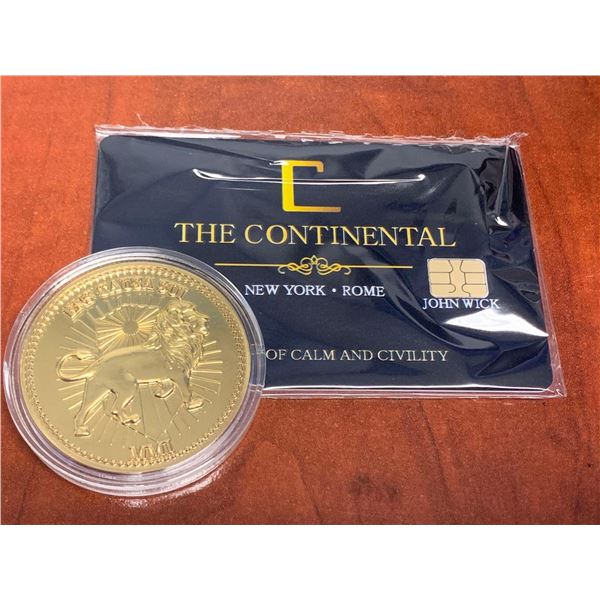 C
THE CONTINENTAL
NEW YORK • ROME
JOHN WICK
OF CALM AND CIVILITY